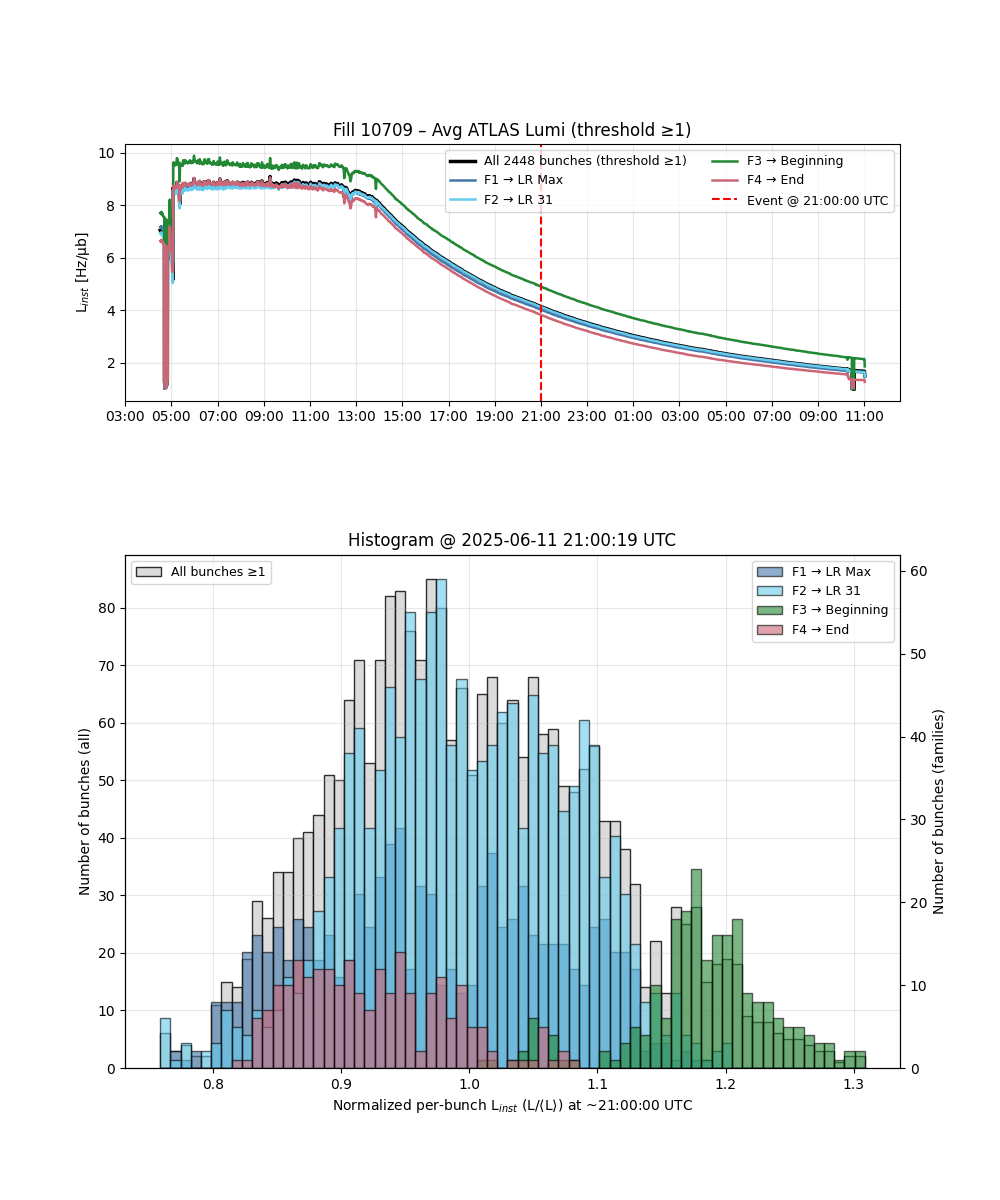 Fill 10709 – Avg ATLAS Lumi (threshold ≥1)
L_inst [Hz/μb]
10
8
6
4
2
All 2448 bunches (threshold ≥1)
F1 → LR Max
F2 → LR 31
F3 → Beginning
F4 → End
Event @ 21:00:00 UTC
03:00 05:00 07:00 09:00 11:00 13:00 15:00 17:00 19:00 21:00 23:00 01:00 03:00 05:00 07:00 09:00 11:00
Histogram @ 2025-06-11 21:00:19 UTC
All bunches ≥1
F1 → LR Max
F2 → LR 31
F3 → Beginning
F4 → End
Number of bunches (all)
80
70
60
50
40
30
20
10
0
60
50
40
30
20
10
0
Number of bunches (families)
0.8 0.9 1.0 1.1 1.2 1.3
Normalized per-bunch L_inst (L/⟨L⟩) at ~21:00:00 UTC